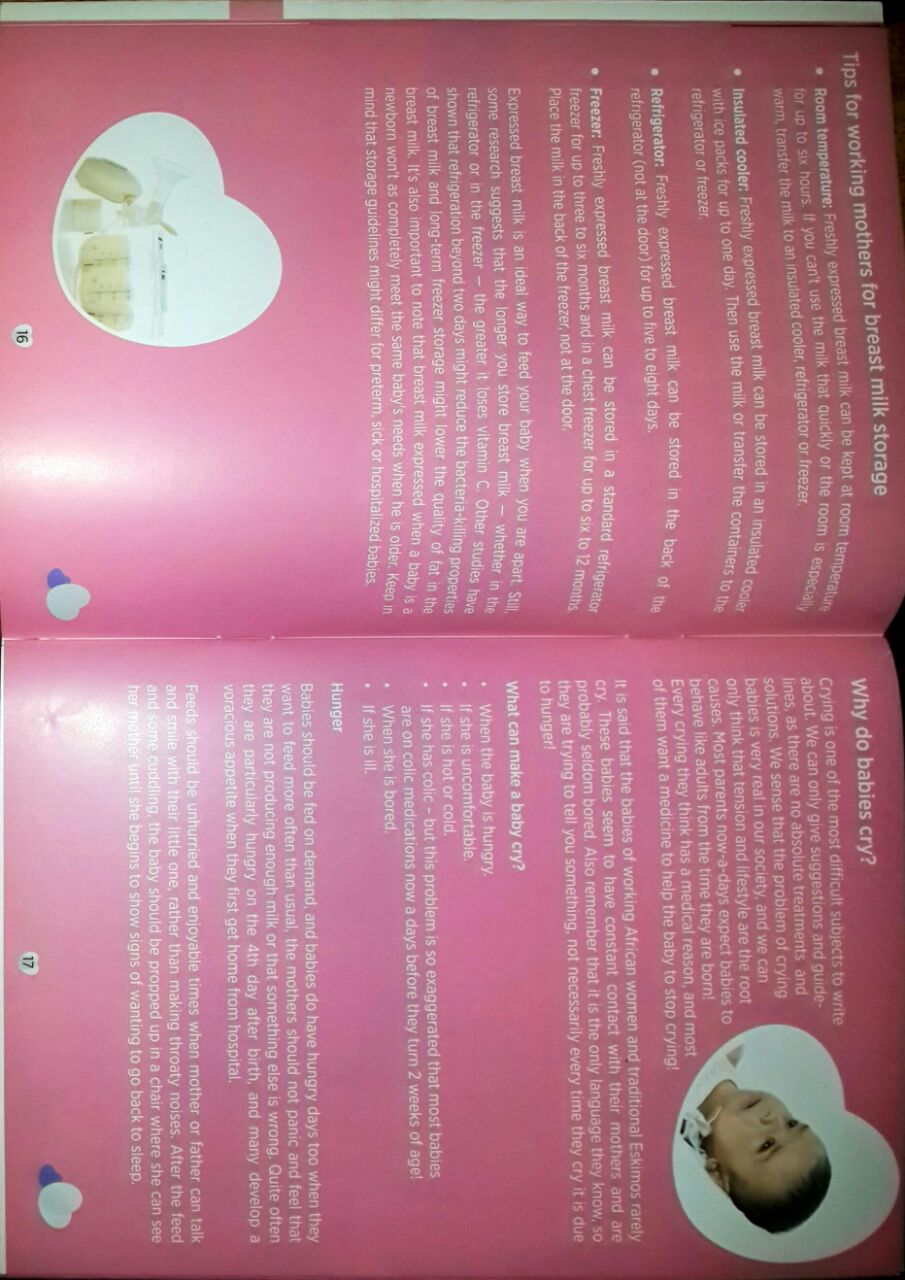 Tips for working mothers for breast milk storage
• Room temperature: Freshly expressed breast milk can be kept at room temperature
for up to six hours. If you can't use the milk that quickly or the room is especially
warm, transfer the milk to an insulated cooler, refrigerator or freezer.
• Insulated cooler: Freshly expressed breast milk can be stored in an insulated cooler
with ice packs for up to one day. Then use the milk or transfer the containers to the
refrigerator or freezer.
• Refrigerator: Freshly expressed breast milk can be stored in the back of the
refrigerator (not at the door) for up to five to eight days.
• Freezer: Freshly expressed breast milk can be stored in a standard refrigerator
freezer for up to three to six months and in a chest freezer for up to six to 12 months.
Place the milk in the back of the freezer, not at the door.
Expressed breast milk is an ideal way to feed your baby when you are apart. Still,
some research suggests that the longer you store breast milk — whether in the
refrigerator or in the freezer — the greater it loses vitamin C. Other studies have
shown that refrigeration beyond two days might reduce the bacteria-killing properties
of breast milk and long-term freezer storage might lower the quality of fat in the
breast milk. It's also important to note that breast milk expressed when a baby is a
newborn won't as completely meet the same baby's needs when he is older. Keep in
mind that storage guidelines might differ for preterm, sick or hospitalized babies.
16
Why do babies cry?
Crying is one of the most difficult subjects to write
about. We can only give suggestions and guide-
lines, as there are no absolute treatments and
solutions. We sense that the problem of crying
babies is very real in our society, and we can
only think that tension and lifestyle are the root
causes. Most parents now-a-days expect babies to
behave like adults from the time they are born!
Every crying they think has a medical reason, and most
of them want a medicine to help the baby to stop crying!
It is said that the babies of working African women and traditional Eskimos rarely
cry. These babies seem to have constant contact with their mothers and are
probably seldom bored. Also remember that it is the only language they know, so
they are trying to tell you something, not necessarily every time they cry it is due
to hunger!
What can make a baby cry?
• When the baby is hungry.
• If she is uncomfortable.
• If she is hot or cold.
• If she has colic - but this problem is so exaggerated that most babies
are on colic medications now a days before they turn 2 weeks of age!
• When she is bored.
• If she is ill.
Hunger
Babies should be fed on demand, and babies do have hungry days too when they
want to feed more often than usual, the mothers should not panic and feel that
they are not producing enough milk or that something else is wrong. Quite often
they are particularly hungry on the 4th day after birth, and many develop a
voracious appetite when they first get home from hospital.
Feeds should be unhurried and enjoyable times when mother or father can talk
and smile with their little one, rather than making throaty noises. After the feed
and some cuddling, the baby should be propped up in a chair where she can see
her mother until she begins to show signs of wanting to go back to sleep.
17